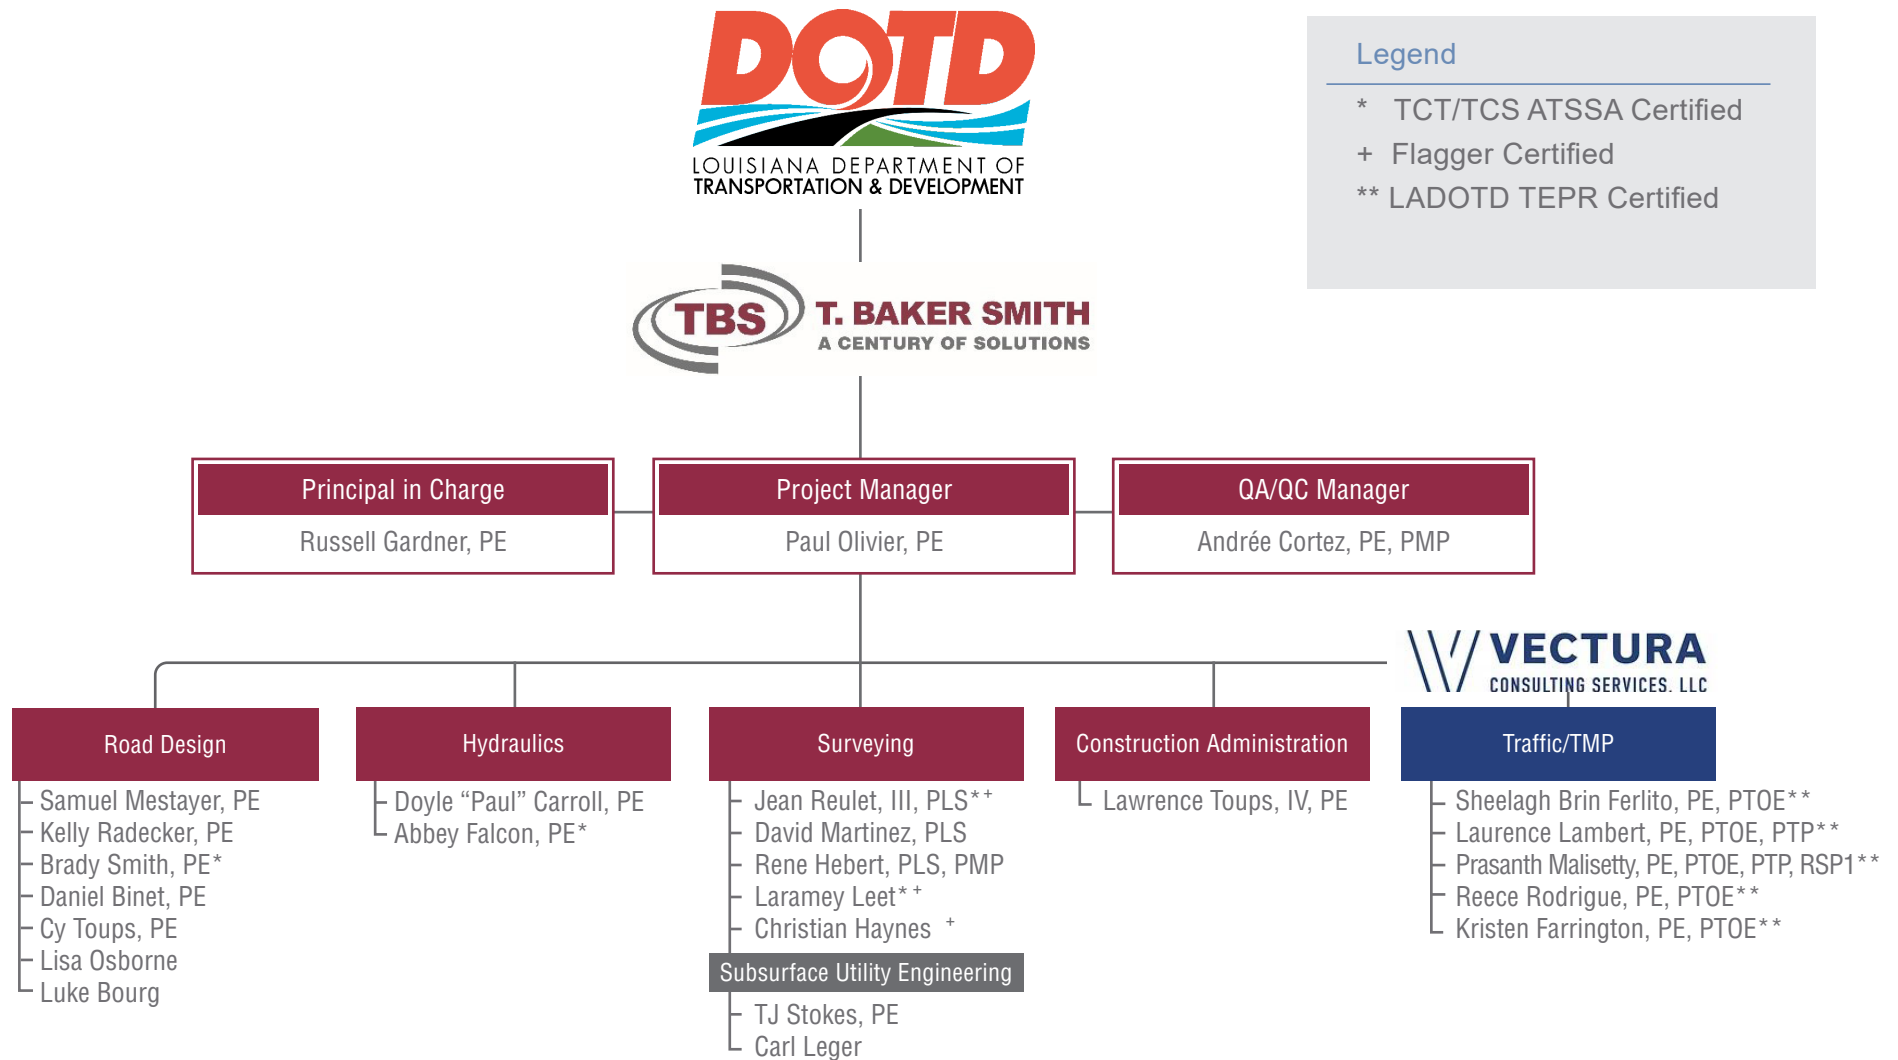 DOTD
LOUISIANA DEPARTMENT OF
TRANSPORTATION & DEVELOPMENT
Legend
* TCT/TCS ATSSA Certified
+ Flagger Certified
** LADOTD TEPR Certified
TBS
T. BAKER SMITH
A CENTURY OF SOLUTIONS
Principal in Charge
Russell Gardner, PE
Project Manager
Paul Olivier, PE
QA/QC Manager
Andrée Cortez, PE, PMP
VECTURA
CONSULTING SERVICES, LLC
Road Design
Samuel Mestayer, PE
Kelly Radecker, PE
Brady Smith, PE*
Daniel Binet, PE
Cy Toups, PE
Lisa Osborne
Luke Bourg
Hydraulics
Doyle “Paul” Carroll, PE
Abbey Falcon, PE*
Surveying
Jean Reulet, III, PLS*+
David Martinez, PLS
Rene Hebert, PLS, PMP
Laramey Leet*+
Christian Haynes +
Subsurface Utility Engineering
TJ Stokes, PE
Carl Leger
Construction Administration
Lawrence Toups, IV, PE
Traffic/TMP
Sheelagh Brin Ferlito, PE, PTOE**
Laurence Lambert, PE, PTOE, PTP**
Prasanth Malisetty, PE, PTOE, PTP, RSP1**
Reece Rodrigue, PE, PTOE**
Kristen Farrington, PE, PTOE**